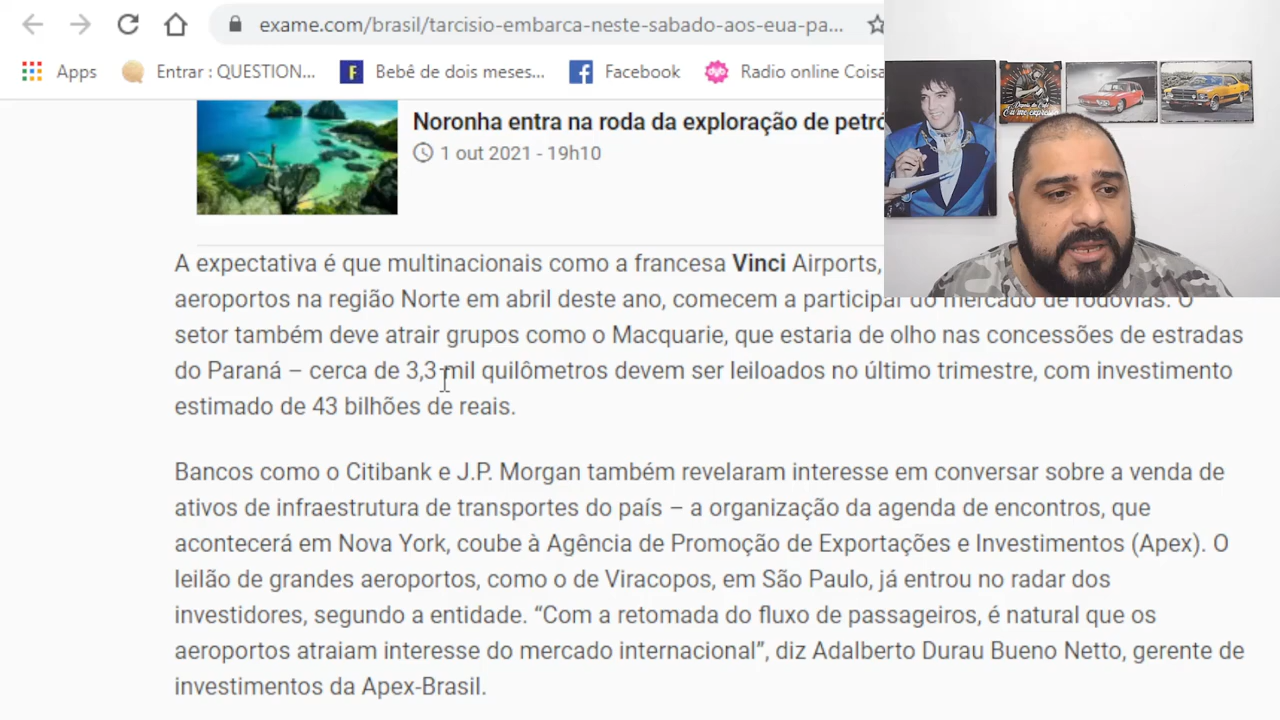 exame.com/brasil/tarcisio-embarca-neste-sabado-aos-eua-pa...
Apps Entrar : QUESTION... Bebê de dois meses... Facebook Radio online Coisa
Noronha entra na roda da exploração de petró
1 out 2021 - 19h10
A expectativa é que multinacionais como a francesa Vinci Airports,
aeroportos na região Norte em abril deste ano, comecem a participar do mercado de rodovias. O
setor também deve atrair grupos como o Macquarie, que estaria de olho nas concessões de estradas
do Paraná – cerca de 3,3 mil quilômetros devem ser leiloados no último trimestre, com investimento
estimado de 43 bilhões de reais.
Bancos como o Citibank e J.P. Morgan também revelaram interesse em conversar sobre a venda de
ativos de infraestrutura de transportes do país – a organização da agenda de encontros, que
acontecerá em Nova York, coube à Agência de Promoção de Exportações e Investimentos (Apex). O
leilão de grandes aeroportos, como o de Viracopos, em São Paulo, já entrou no radar dos
investidores, segundo a entidade. “Com a retomada do fluxo de passageiros, é natural que os
aeroportos atraiam interesse do mercado internacional”, diz Adalberto Durau Bueno Netto, gerente de
investimentos da Apex-Brasil.